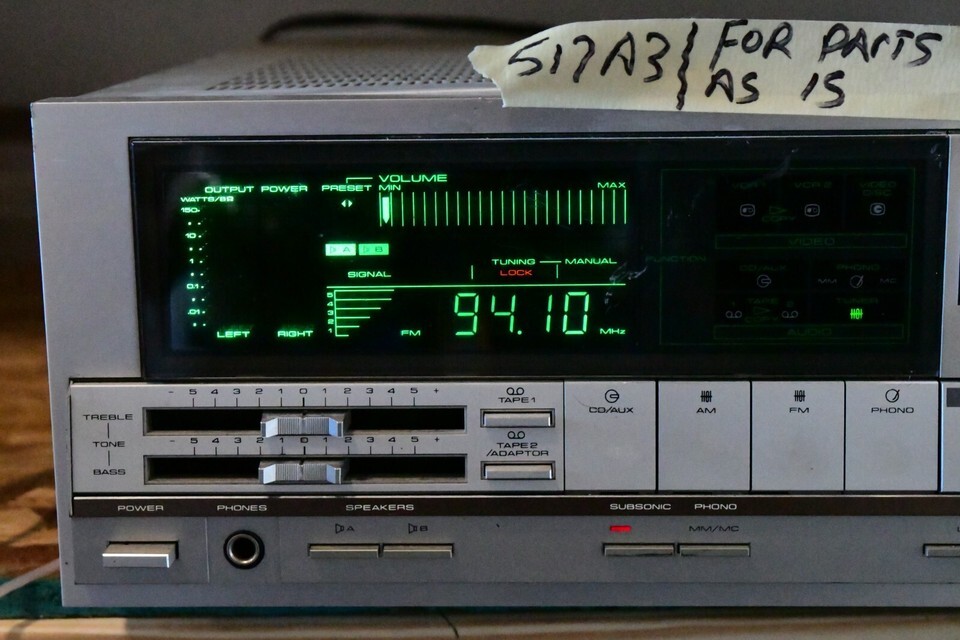 517A3 | FOR PARTS
AS IS
OUTPUT POWER
WATTS/8Ω
150
10
1
0.1
.01
LEFT RIGHT
VOLUME
PRESET MIN MAX
A B
TUNING MANUAL
LOCK
SIGNAL
5
4
3
2
1
FM 94.10 MHz
FUNCTION
VIDEO
CD/AUX PHONO
MM MC
TAPE TUNER
AUDIO
- 5 4 3 2 1 0 1 2 3 4 5 +
TREBLE
- 5 4 3 2 1 0 1 2 3 4 5 +
TONE
BASS
TAPE 1
TAPE 2
/ADAPTOR
CD/AUX
AM
FM
PHONO
POWER PHONES SPEAKERS SUBSONIC PHONO
A B MM/MC